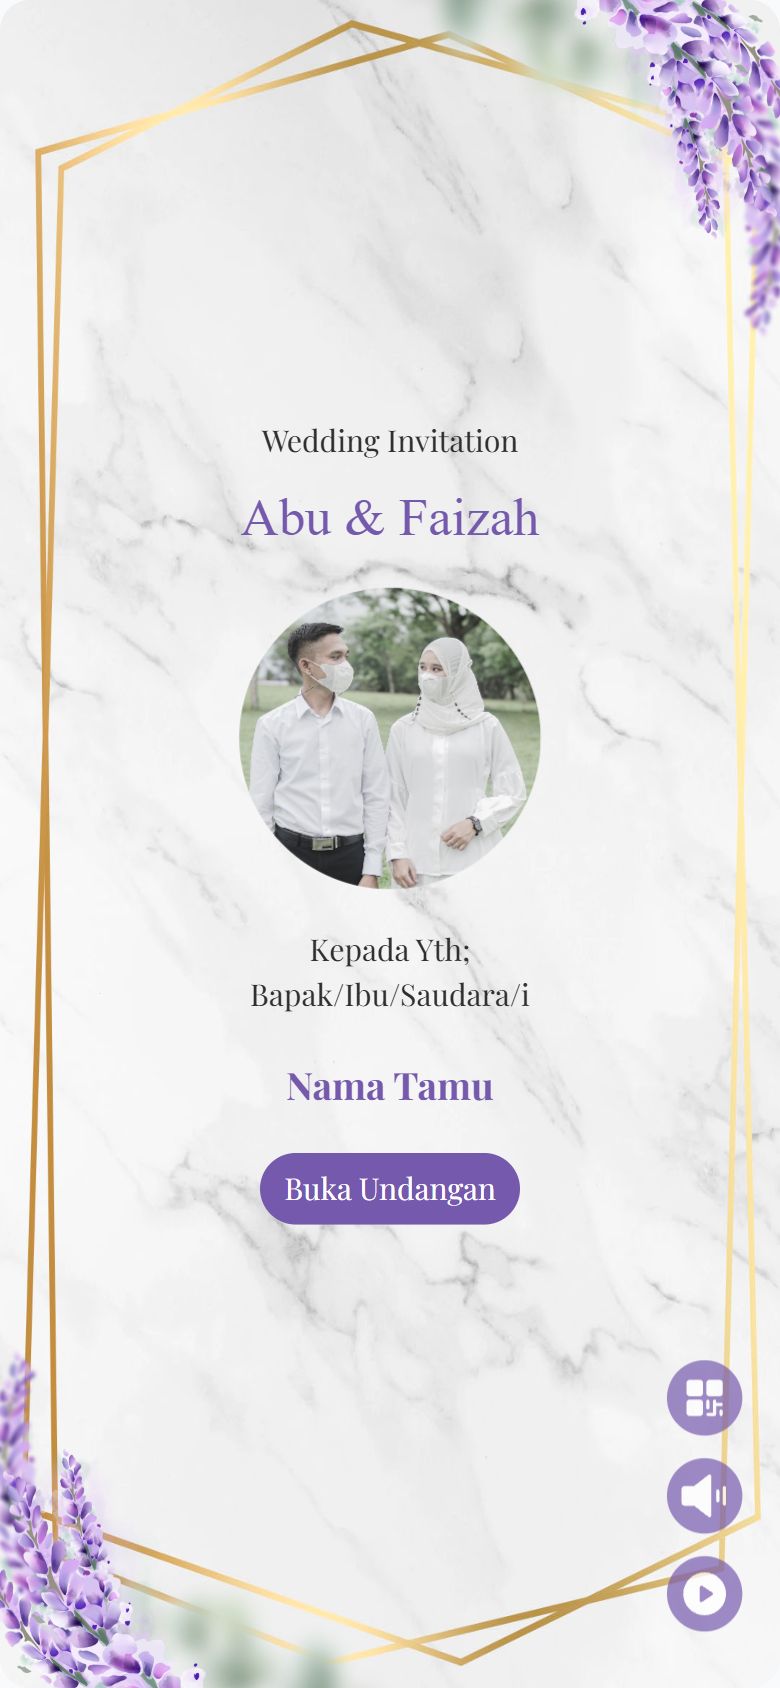 Wedding Invitation
Abu & Faizah
Kepada Yth;
Bapak/Ibu/Saudara/i
Nama Tamu
Buka Undangan